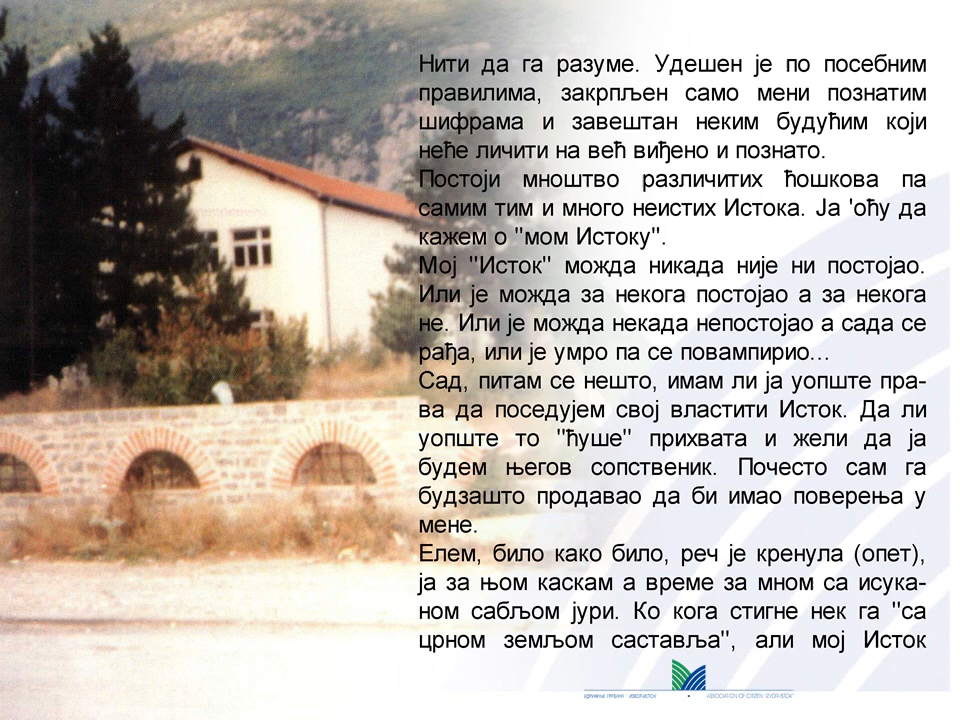 Нити да га разуме. Удешен је по посебним
правилима, закрпљен само мени познатим
шифрама и завештан неким будућим који
неће личити на већ виђено и познато.
Постоји мноштво различитих ћошкова па
самим тим и много неистих Истока. Ја 'оћу да
кажем о "мом Истоку".
Мој "Исток" можда никада није ни постојао.
Или је можда за некога постојао а за некога
не. Или је можда некада непостојао а сада се
рађа, или је умро па се повампирио...
Сад, питам се нешто, имам ли ја уопште пра-
ва да поседујем свој властити Исток. Да ли
уопште то "ћуше" прихвата и жели да ја
будем његов сопственик. Почесто сам га
будзашто продавао да би имао поверења у
мене.
Елем, било како било, реч је кренула (опет),
ја за њом каскам а време за мном са исука-
ном сабљом јури. Ко кога стигне нек га "са
црном земљом саставља", али мој Исток
ASSOCIATION OF CITIZEN